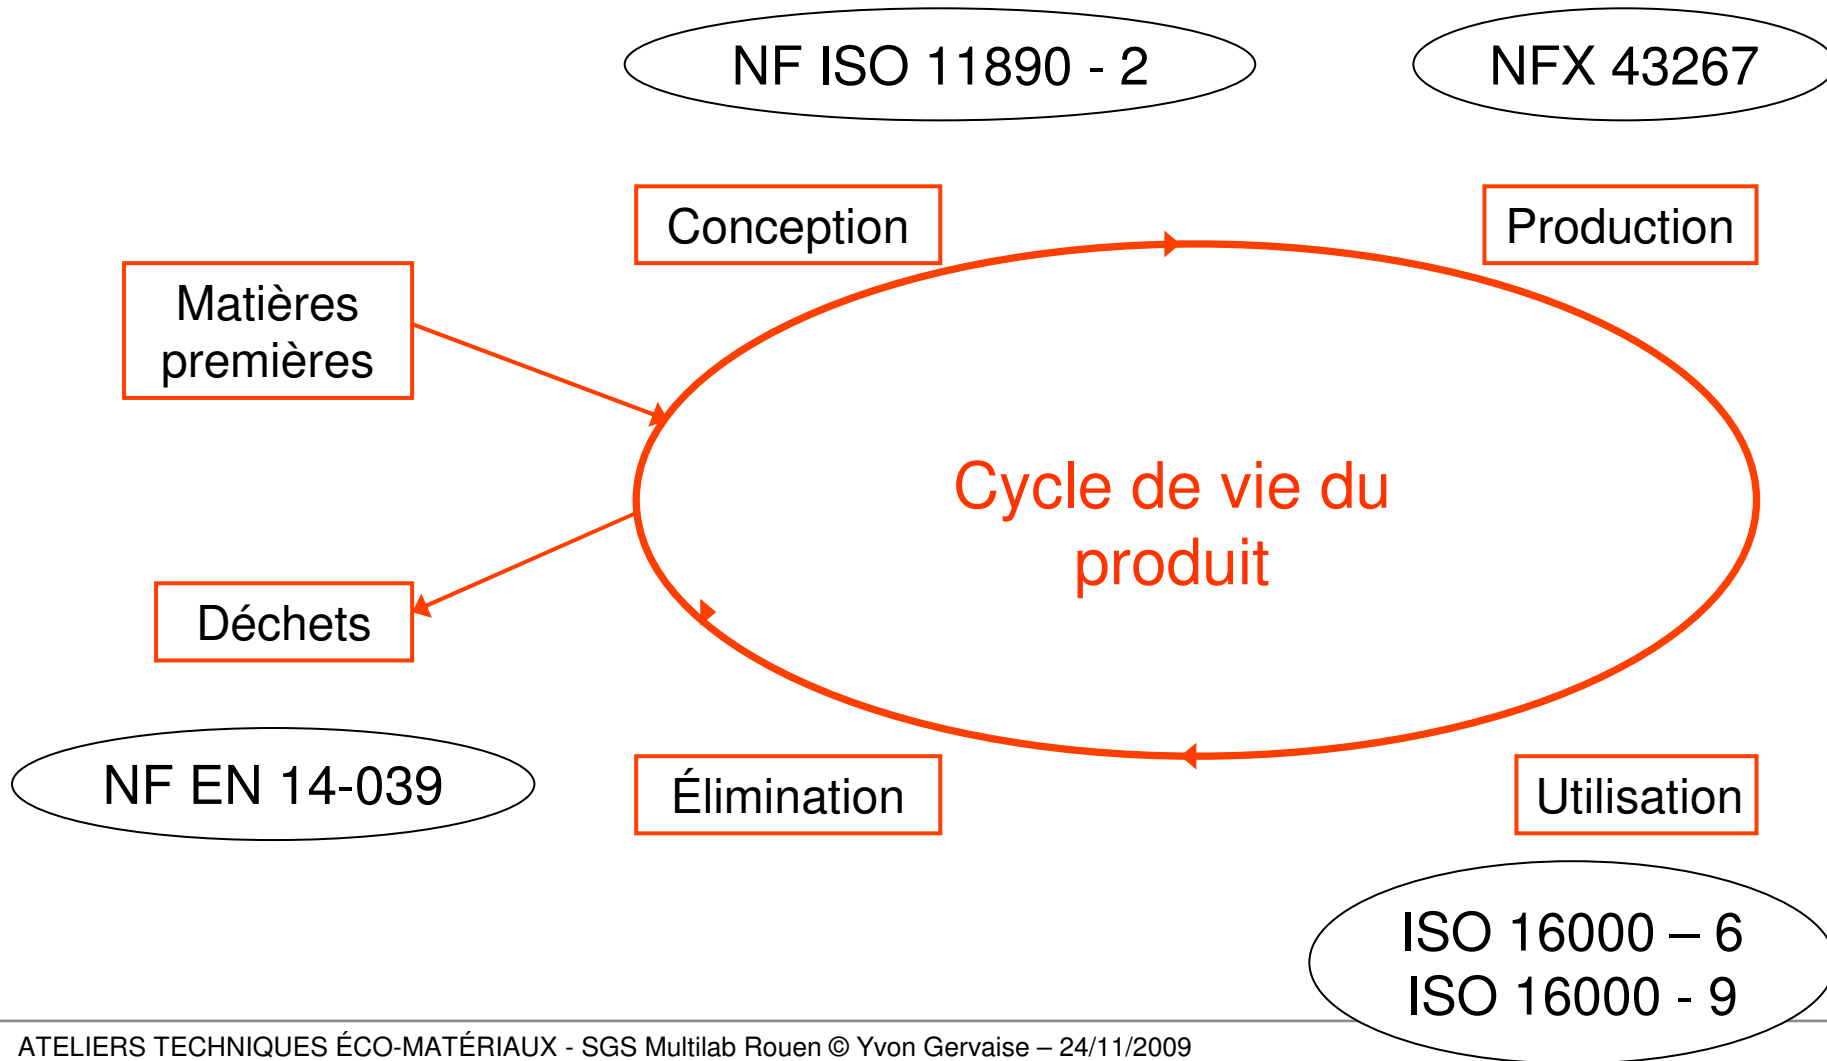 NF ISO 11890 - 2
NFX 43267
Conception
Production
Matières
premières
Cycle de vie du
produit
Déchets
NF EN 14-039
Élimination
Utilisation
ISO 16000 – 6
ISO 16000 - 9
ATELIERS TECHNIQUES ÉCO-MATÉRIAUX - SGS Multilab Rouen © Yvon Gervaise – 24/11/2009